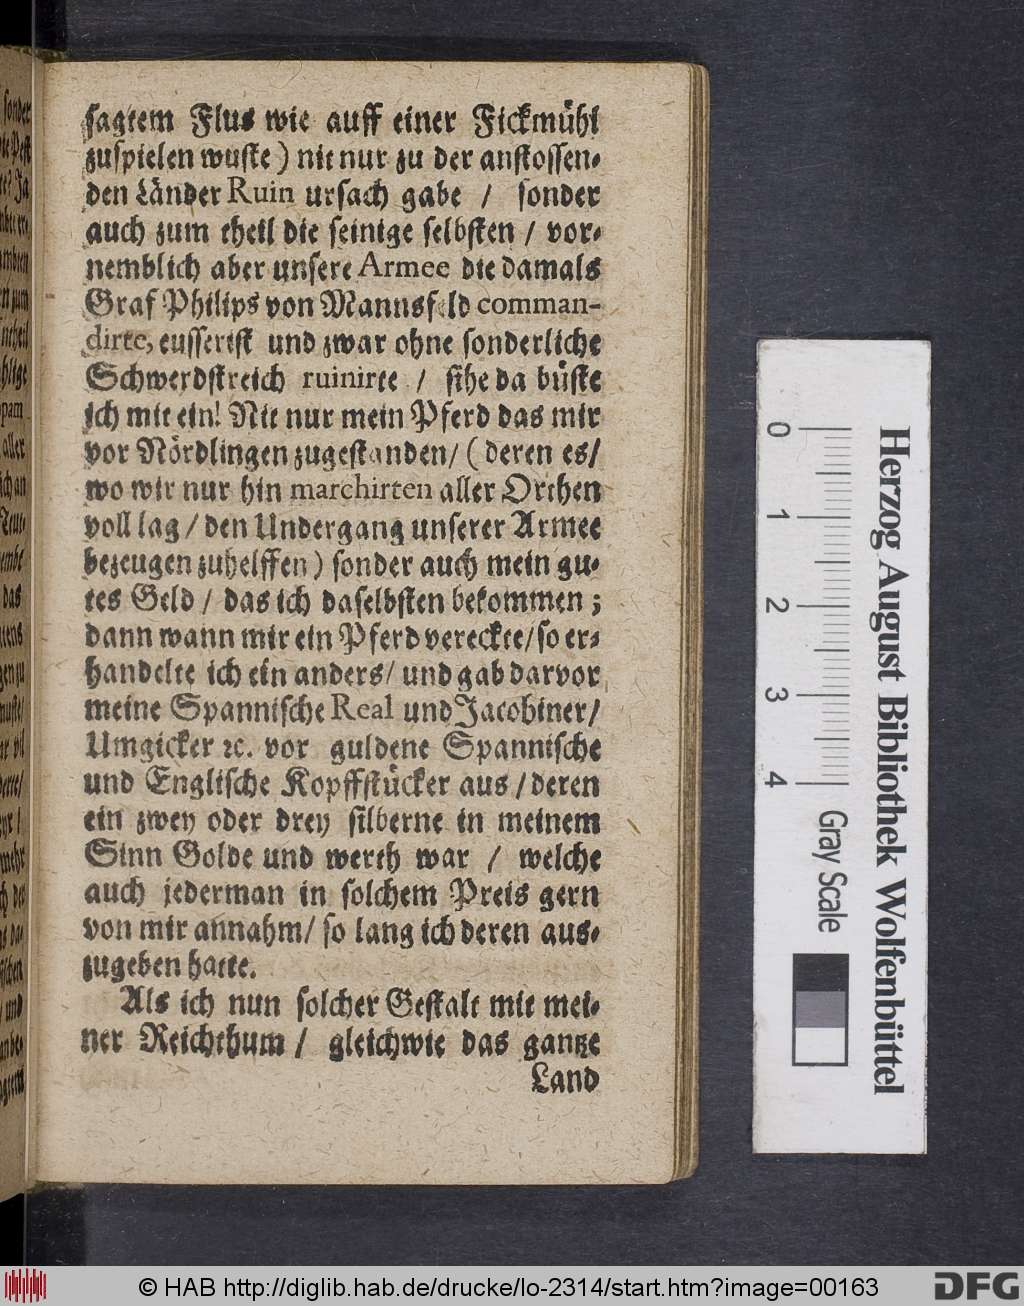 sagtem Flus wie auff einer Fickmühl
zuspielen wuste) nit nur zu der anstossen-
den Länder Ruin ursach gabe / sonder
auch zum theil die seinige selbsten / vor-
nemblich aber unsere Armee die damals
Graf Philips von Mannsfeld comman-
dirte, eusserist und zwar ohne sonderliche
Schwerdstreich ruinirte / sihe da büste
ich mit ein! Nit nur mein Pferd das mir
vor Nördlingen zugestanden/ (deren es/
wo wir nur hin marchirten aller Orthen
voll lag / den Undergang unserer Armee
bezeugen zuhelffen) sonder auch mein gu-
tes Geld / das ich daselbsten bekommen;
dann wann mir ein Pferd vereckte/ so er-
handelte ich ein anders/ und gab darvor
meine Spannische Real und Jacobiner/
Umgicker ꝛc. vor guldene Spannische
und Englische Kopffstücker aus / deren
ein zwey oder drey silberne in meinem
Sinn Golde und werth war / welche
auch jederman in solchem Preis gern
von mir annahm/ so lang ich deren aus-
zugeben hatte.
Als ich nun solcher Gestalt mit mei-
ner Reichthum / gleichwie das gantze
Land
0 1 2 3 4
Gray Scale
Herzog August Bibliothek Wolfenbüttel
© HAB http://diglib.hab.de/drucke/lo-2314/start.htm?image=00163
DFG